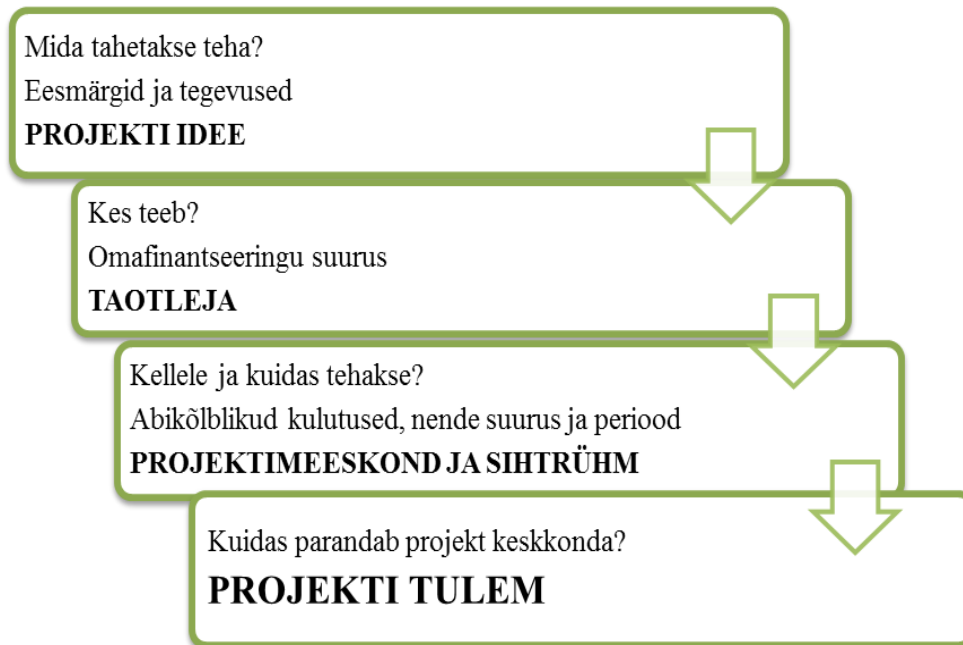 Mida tahetakse teha?
Eesmärgid ja tegevused
PROJEKTI IDEE
Kes teeb?
Omafinantseeringu suurus
TAOTLEJA
Kellele ja kuidas tehakse?
Abikõlblikud kulutused, nende suurus ja periood
PROJEKTIMEESKOND JA SIHTRÜHM
Kuidas parandab projekt keskkonda?
PROJEKTI TULEM